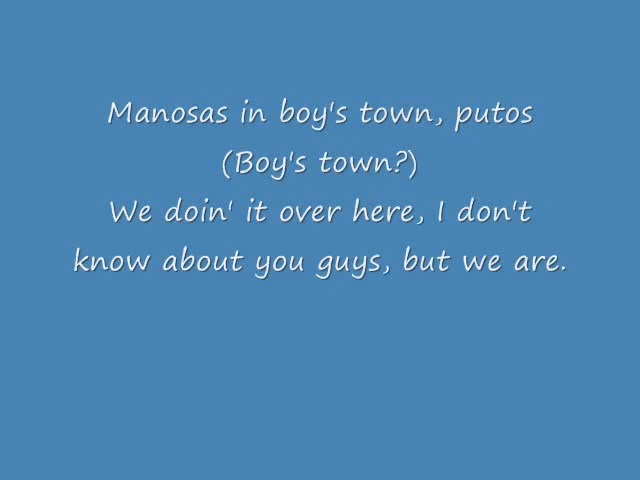 Manosas in boy's town, putos
(Boy's town?)
We doin' it over here, I don't
know about you guys, but we are.